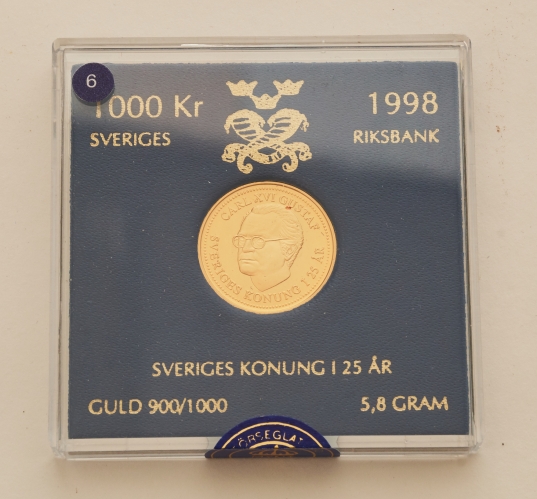 6
1000 Kr 1998
SVERIGES RIKSBANK
CARL XVI GUSTAF
SVERIGES KONUNG I 25 ÅR
SVERIGES KONUNG I 25 ÅR
GULD 900/1000 5,8 GRAM